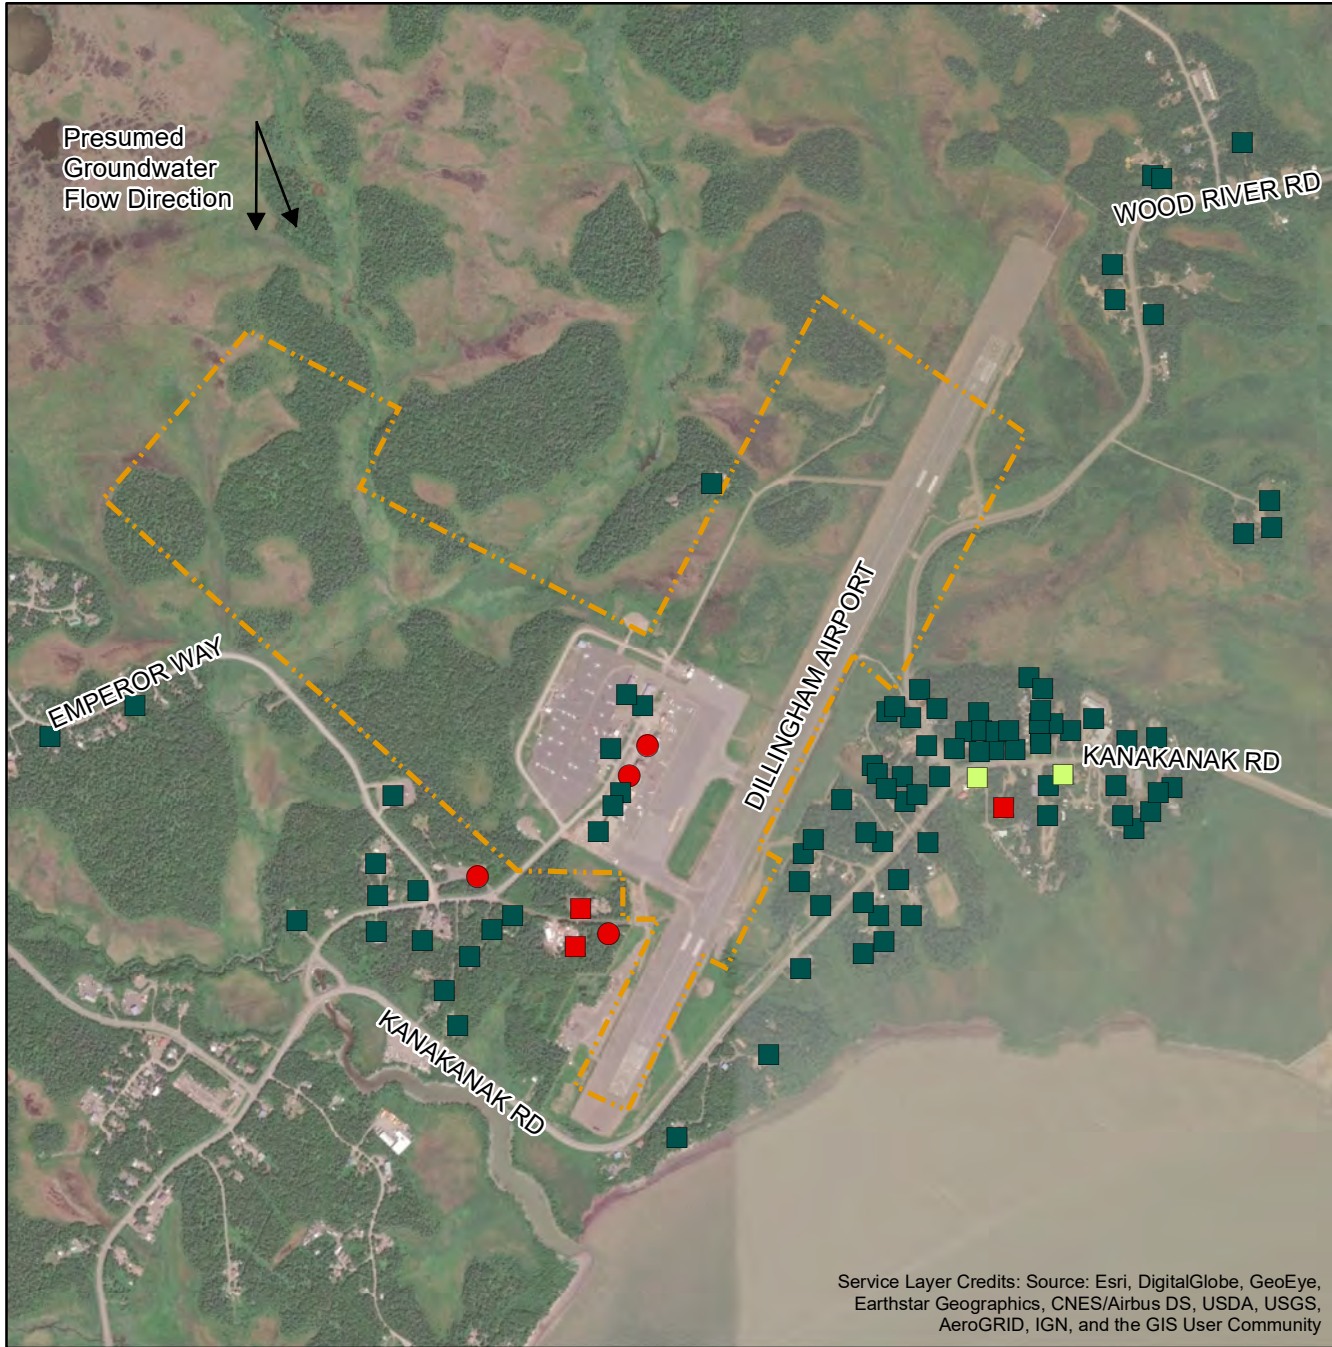 Presumed
Groundwater
Flow Direction
WOOD RIVER RD
EMPEROR WAY
DILLINGHAM AIRPORT
KANAKANAK RD
KANAKANAK RD
Service Layer Credits: Source: Esri, DigitalGlobe, GeoEye,
Earthstar Geographics, CNES/Airbus DS, USDA, USGS,
AeroGRID, IGN, and the GIS User Community